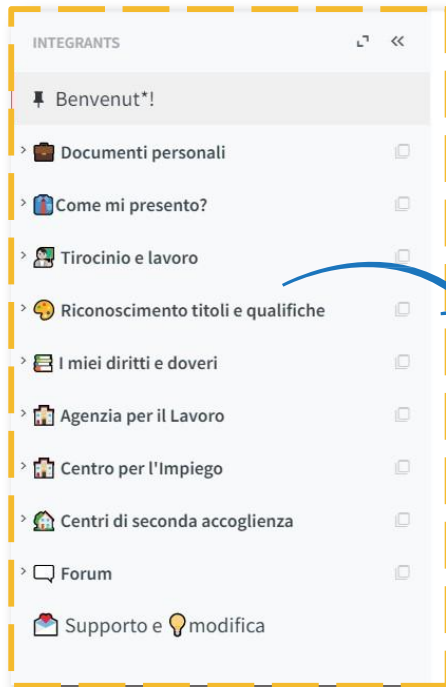 INTEGRANTS
Benvenut*!
Documenti personali
Come mi presento?
Tirocinio e lavoro
Riconoscimento titoli e qualifiche
I miei diritti e doveri
Agenzia per il Lavoro
Centro per l'Impiego
Centri di seconda accoglienza
Forum
Supporto e modifica